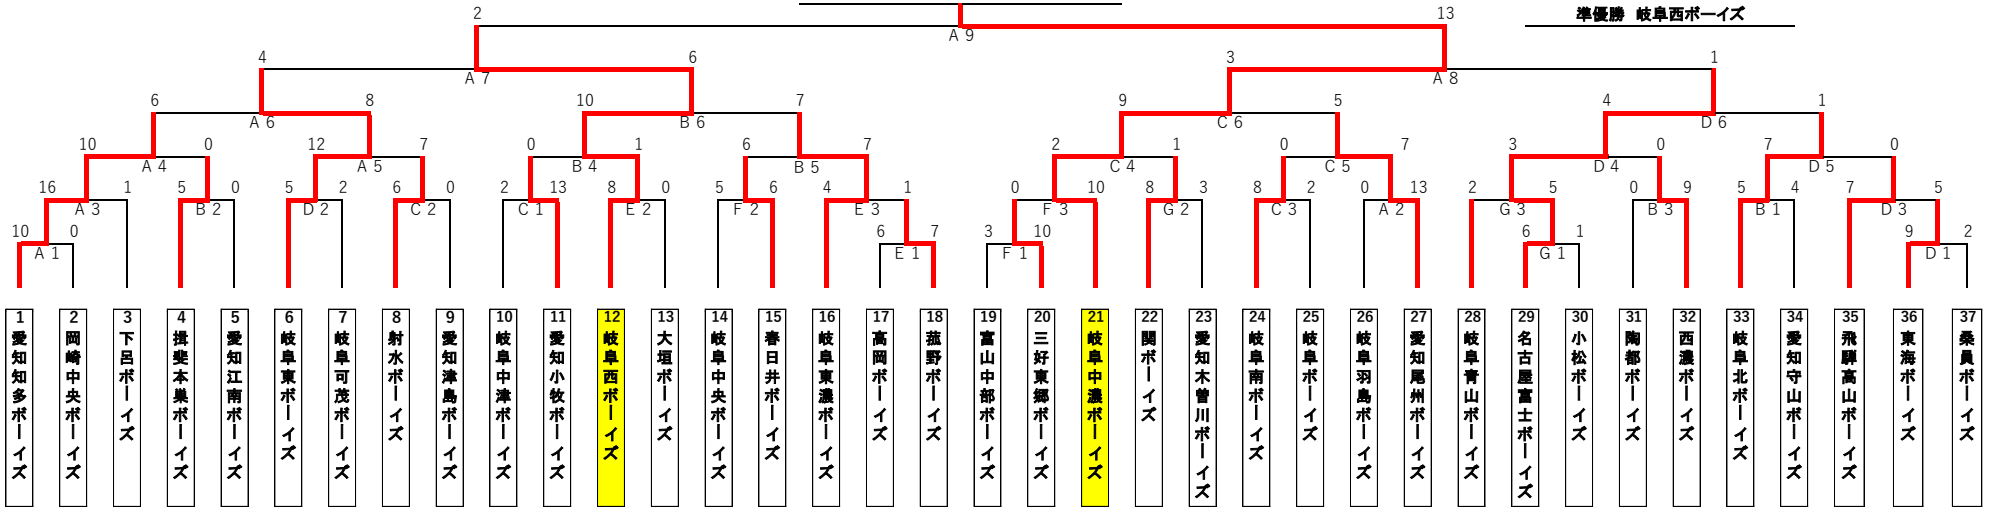 2 13 準優勝 岐阜西ボーイズ
A 9
4 6 3 1
A 7 A 8
6 8 10 7 9 5 4 1
A 6 B 6 C 6 D 6
10 0 12 7 0 1 6 7 2 1 0 7 3 0 7 0
A 4 A 5 B 4 B 5 C 4 C 5 D 4 D 5
16 1 5 0 5 2 6 0 2 13 8 0 5 6 4 1 0 10 8 3 8 2 0 13 2 5 0 9 5 4 7 5
A 3 B 2 D 2 C 2 C 1 E 2 F 2 E 3 F 3 G 2 C 3 A 2 G 3 B 3 B 1 D 3
10 0 6 7 3 10 6 1 9 2
A 1 E 1 F 1 G 1 D 1
1 愛知知多ボーイズ
2 岡崎中央ボーイズ
3 下呂ボーイズ
4 揖斐本巣ボーイズ
5 愛知江南ボーイズ
6 岐阜東ボーイズ
7 岐阜可茂ボーイズ
8 射水ボーイズ
9 愛知津島ボーイズ
10 岐阜中津ボーイズ
11 愛知小牧ボーイズ
12 岐阜西ボーイズ
13 大垣ボーイズ
14 岐阜中央ボーイズ
15 春日井ボーイズ
16 岐阜東濃ボーイズ
17 高岡ボーイズ
18 菰野ボーイズ
19 富山中部ボーイズ
20 三好東郷ボーイズ
21 岐阜中濃ボーイズ
22 関ボーイズ
23 愛知木曽川ボーイズ
24 岐阜南ボーイズ
25 岐阜ボーイズ
26 岐阜羽島ボーイズ
27 愛知尾州ボーイズ
28 岐阜青山ボーイズ
29 名古屋富士ボーイズ
30 小松ボーイズ
31 陶都ボーイズ
32 西濃ボーイズ
33 岐阜北ボーイズ
34 愛知守山ボーイズ
35 飛騨高山ボーイズ
36 東海ボーイズ
37 桑員ボーイズ